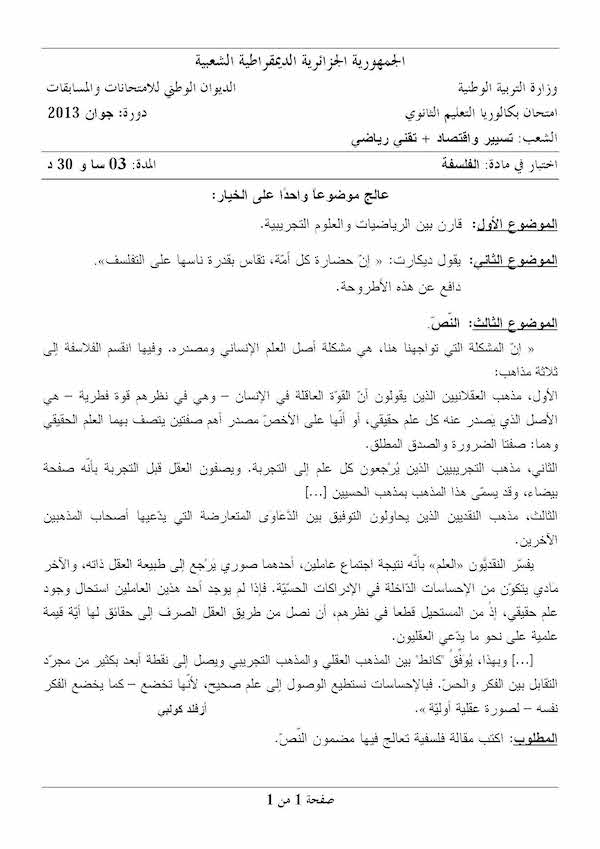 الجمهورية الجزائرية الديمقراطية الشعبية
وزارة التربية الوطنية الديوان الوطني للامتحانات والمسابقات
امتحان بكالوريا التعليم الثانوي دورة: جوان 2013
الشعب: تسيير واقتصاد + تقني رياضي
اختبار في مادة: الفلسفة المدة: 03 سا و 30 د
عالج موضوعًا واحدًا على الخيار:
الموضوع الأول: قارن بين الرياضيات والعلوم التجريبية.
الموضوع الثاني: يقول ديكارت: « إنّ حضارة كل أمّة، تقاس بقدرة ناسها على التفلسف».
دافع عن هذه الأطروحة.
الموضوع الثالث: النّصّ.
« إنّ المشكلة التي تواجهنا هنا، هي مشكلة أصل العلم الإنساني ومصدره. وفيها انقسم الفلاسفة إلى
ثلاثة مذاهب:
الأول، مذهب العقلانيين الذين يقولون أنّ القوّة العاقلة في الإنسان – وهي في نظرهم قوة فطرية – هي
الأصل الذي يَصدر عنه كل علم حقيقي، أو أنّها على الأخصّ مصدر أهم صفتين يتصف بهما العلم الحقيقي
وهما: صفتا الضرورة والصدق المطلق.
الثاني، مذهب التجريبيين الذين يُرْجعون كل علم إلى التجربة. ويصفون العقل قبل التجربة بأنّه صفحة
بيضاء، وقد يسمّى هذا المذهب بمذهب الحسيين [...]
الثالث، مذهب النقديين الذين يحاولون التوفيق بين الدّعاوى المتعارضة التي يدّعيها أصحاب المذهبين
الآخرين.
يفسّر النقديُّون «العلم» بأنّه نتيجة اجتماع عاملين، أحدهما صوري يَرْجع إلى طبيعة العقل ذاته، والآخر
مادي يتكوّن من الإحساسات الدّاخلة في الإدراكات الحسيّة. فإذا لم يوجد أحد هذين العاملين استحال وجود
علم حقيقي، إذْ من المستحيل قطعا في نظرهم، أن نصل من طريق العقل الصرف إلى حقائق لها أيّة قيمة
علمية على نحو ما يدّعي العقليون.
[...] وبهذا، يُوَفِّقُ "كانط" بين المذهب العقلي والمذهب التجريبي ويصل إلى نقطة أبعد بكثير من مجرّد
التقابل بين الفكر والحسّ. فبالإحساسات نستطيع الوصول إلى علم صحيح، لأنّها تخضع – كما يخضع الفكر
نفسه – لصورة عقلية أوليّة ». أزفلد كولبي
المطلوب: اكتب مقالة فلسفية تعالج فيها مضمون النّصّ.
صفحة 1 من 1